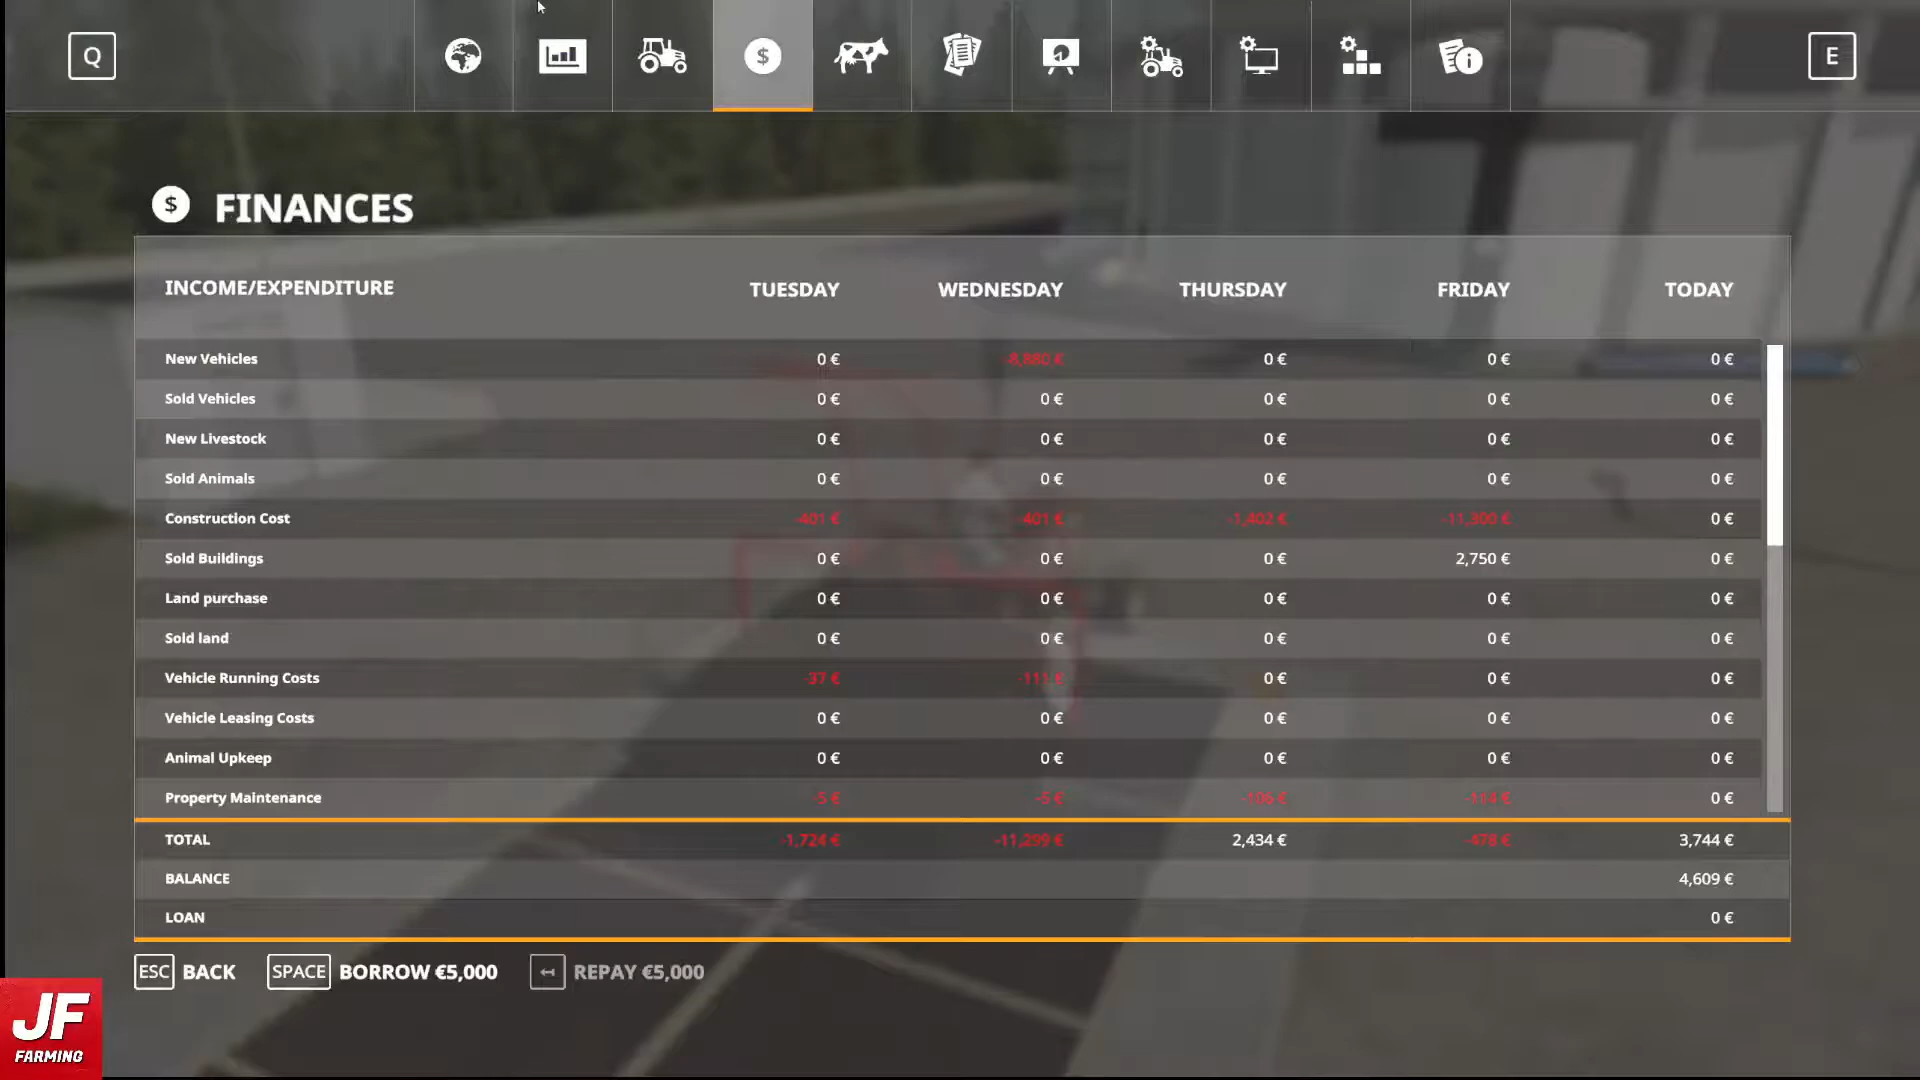 Q
$
E
$ FINANCES
INCOME/EXPENDITURE TUESDAY WEDNESDAY THURSDAY FRIDAY TODAY
New Vehicles 0 € -8,880 € 0 € 0 € 0 €
Sold Vehicles 0 € 0 € 0 € 0 € 0 €
New Livestock 0 € 0 € 0 € 0 € 0 €
Sold Animals 0 € 0 € 0 € 0 € 0 €
Construction Cost -401 € -401 € -1,402 € -11,300 € 0 €
Sold Buildings 0 € 0 € 0 € 2,750 € 0 €
Land purchase 0 € 0 € 0 € 0 € 0 €
Sold land 0 € 0 € 0 € 0 € 0 €
Vehicle Running Costs -37 € -111 € 0 € 0 € 0 €
Vehicle Leasing Costs 0 € 0 € 0 € 0 € 0 €
Animal Upkeep 0 € 0 € 0 € 0 € 0 €
Property Maintenance -5 € -5 € -106 € -114 € 0 €
TOTAL -1,724 € -11,299 € 2,434 € -478 € 3,744 €
BALANCE 4,609 €
LOAN 0 €
ESC BACK SPACE BORROW €5,000 REPAY €5,000
JF
FARMING